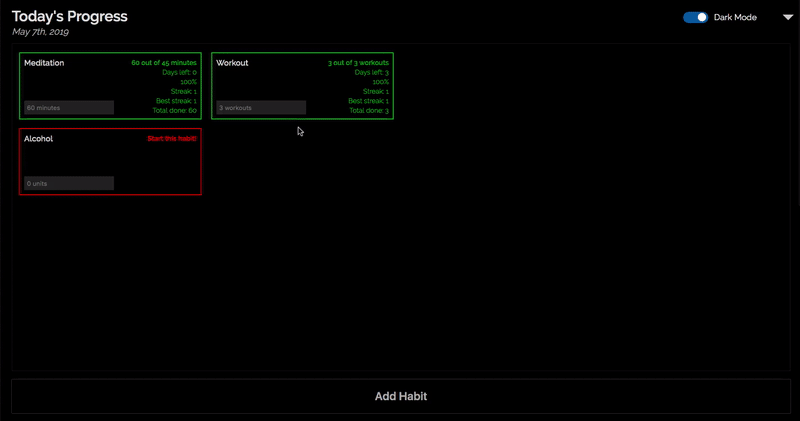 Today's Progress
May 7th, 2019
Dark Mode
Meditation
60 out of 45 minutes
Days left: 0
100%
Streak: 1
Best streak: 1
Total done: 60
60 minutes
Workout
3 out of 3 workouts
Days left: 3
100%
Streak: 1
Best streak: 1
Total done: 3
3 workouts
Alcohol
Start this habit!
0 units
Add Habit